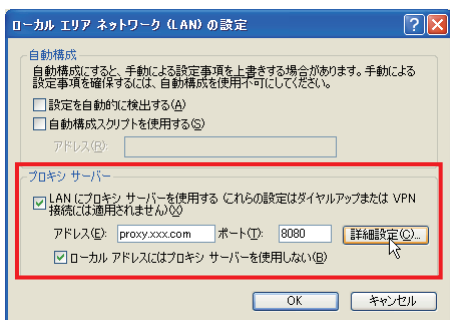 ローカル エリア ネットワーク (LAN) の設定
自動構成
自動構成にすると、手動による設定事項を上書きする場合があります。手動による
設定事項を確保するには、自動構成を使用不可にしてください。
設定を自動的に検出する(A)
自動構成スクリプトを使用する(S)
アドレス(R):
プロキシ サーバー
LAN にプロキシ サーバーを使用する (これらの設定はダイヤルアップまたは VPN
接続には適用されません)(X)
アドレス(E): proxy.xxx.com ポート(T): 8080 詳細設定(C)...
ローカル アドレスにはプロキシ サーバーを使用しない(B)
OK キャンセル